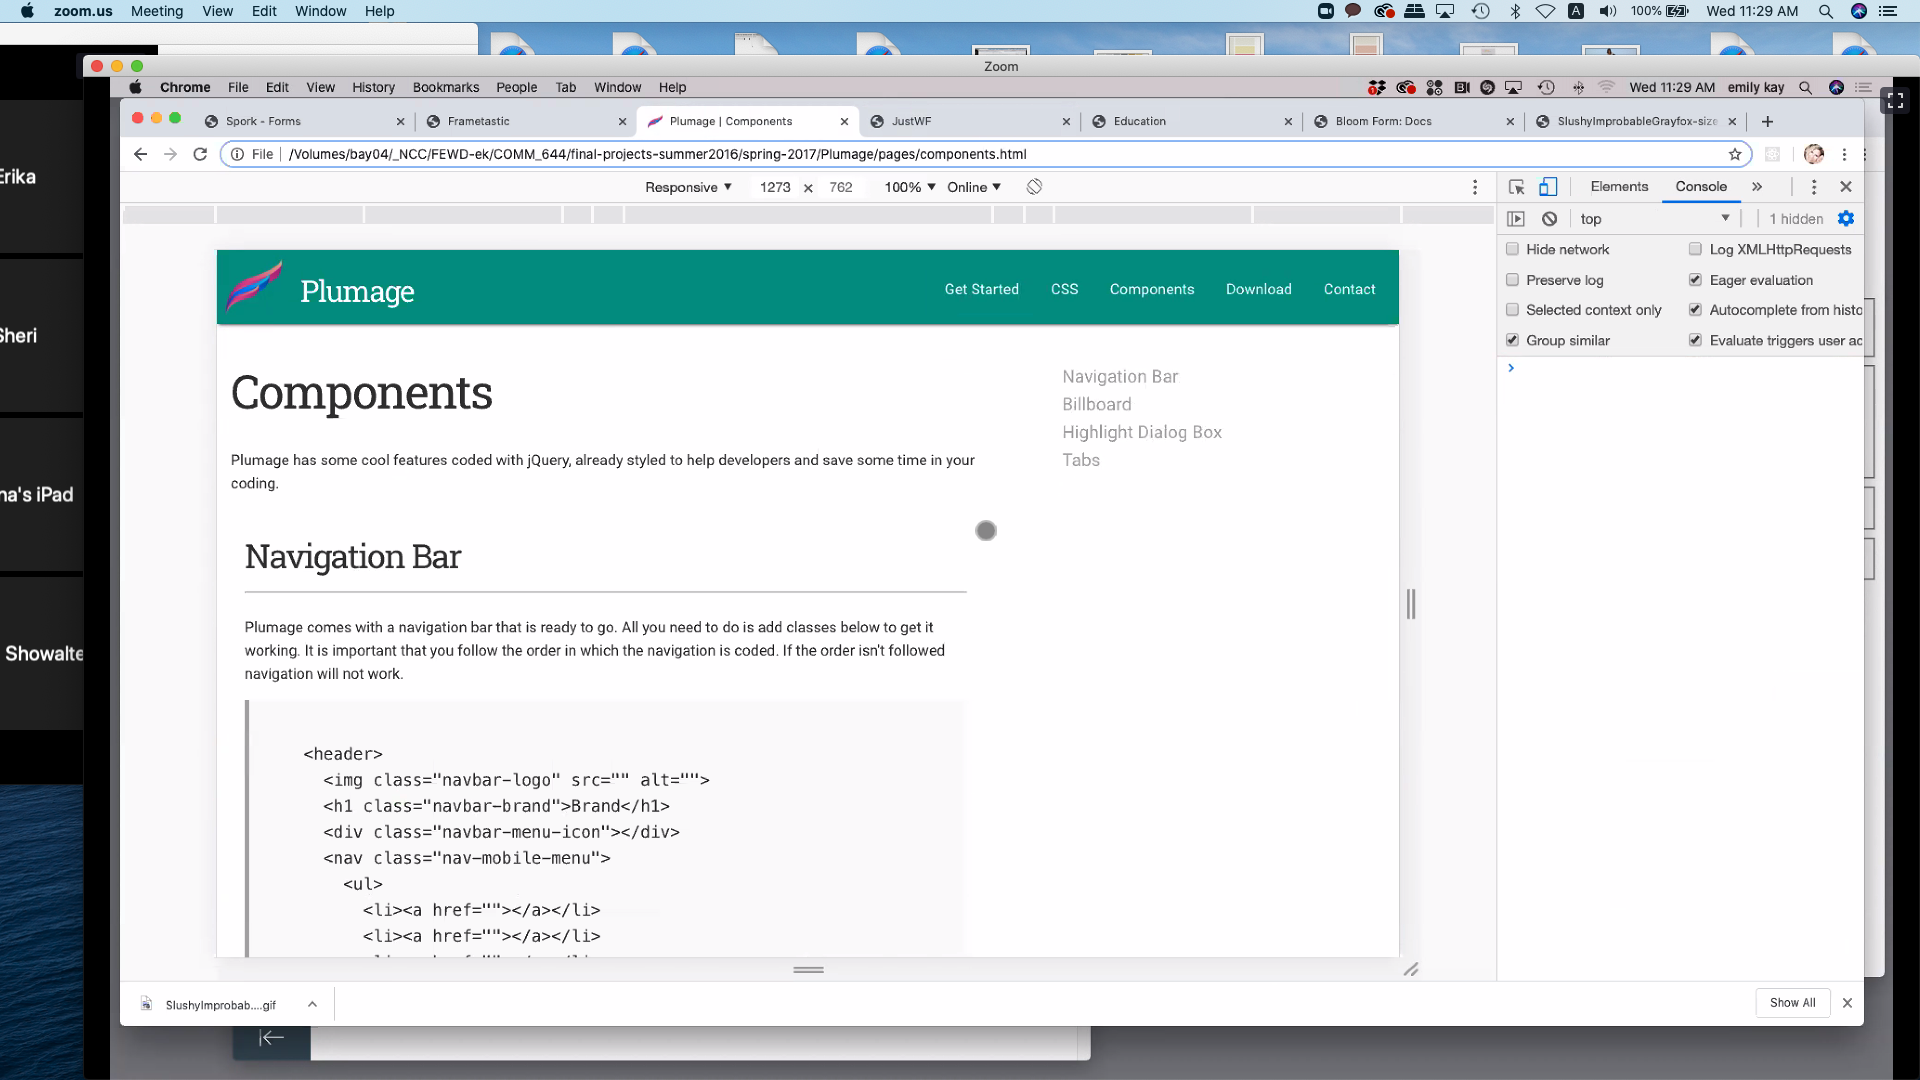 zoom.us Meeting View Edit Window Help
100% Wed 11:29 AM
Zoom
Chrome File Edit View History Bookmarks People Tab Window Help
Wed 11:29 AM emily kay
Spork - Forms
Frametastic
Plumage | Components
JustWF
Education
Bloom Form: Docs
SlushyImprobableGrayfox-size
File /Volumes/bay04/_NCC/FEWD-ek/COMM_644/final-projects-summer2016/spring-2017/Plumage/pages/components.html
Responsive 1273 × 762 100% Online
Elements Console »
top 1 hidden
Hide network Log XMLHttpRequests
Preserve log Eager evaluation
Selected context only Autocomplete from histo
Group similar Evaluate triggers user ac
Erika
Sheri
na's iPad
Showalte
Plumage
Get Started CSS Components Download Contact
Components
Plumage has some cool features coded with jQuery, already styled to help developers and save some time in your
coding.
Navigation Bar
Billboard
Highlight Dialog Box
Tabs
Navigation Bar
Plumage comes with a navigation bar that is ready to go. All you need to do is add classes below to get it
working. It is important that you follow the order in which the navigation is coded. If the order isn't followed
navigation will not work.
<header>
<img class="navbar-logo" src="" alt="">
<h1 class="navbar-brand">Brand</h1>
<div class="navbar-menu-icon"></div>
<nav class="nav-mobile-menu">
<ul>
<li><a href=""></a></li>
<li><a href=""></a></li>
SlushyImprobab....gif
Show All